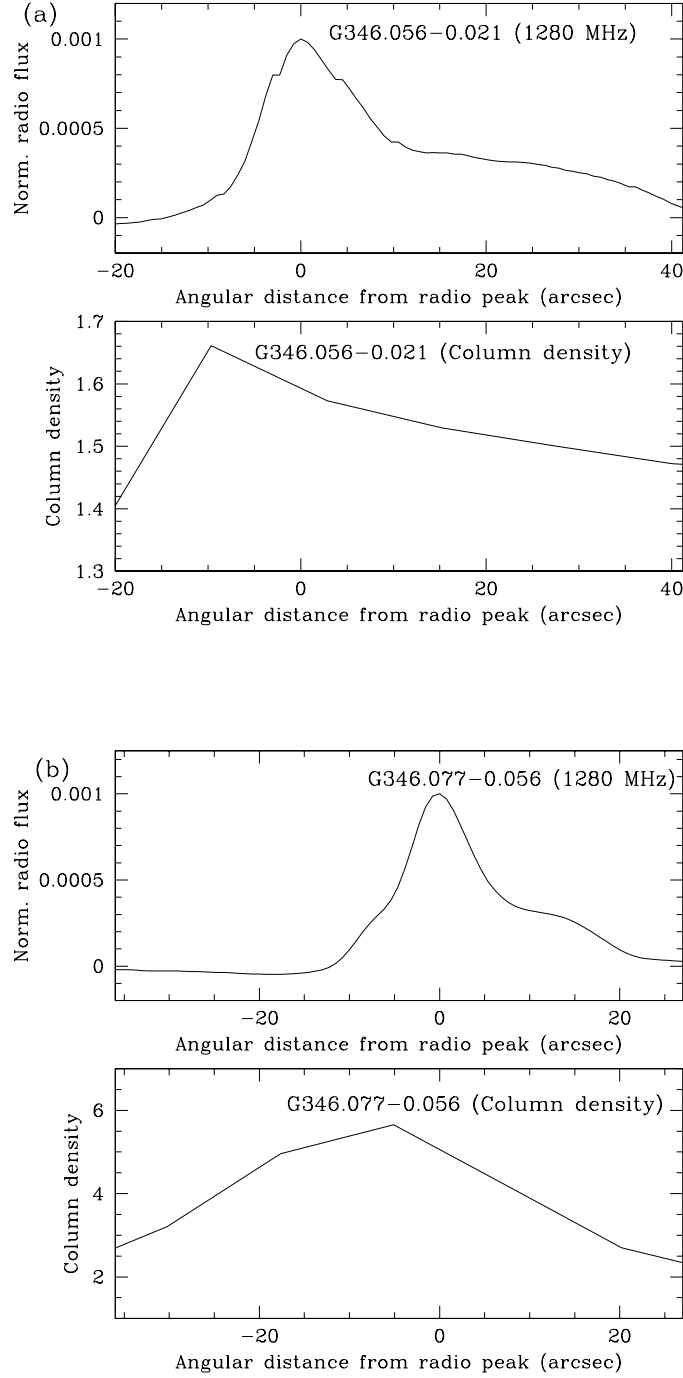 (a)
G346.056−0.021 (1280 MHz)
Norm. radio flux
0.001
0.0005
0
−20 0 20 40
Angular distance from radio peak (arcsec)
G346.056−0.021 (Column density)
Column density
1.7
1.6
1.5
1.4
1.3
−20 0 20 40
Angular distance from radio peak (arcsec)
(b)
G346.077−0.056 (1280 MHz)
Norm. radio flux
0.001
0.0005
0
−20 0 20
Angular distance from radio peak (arcsec)
G346.077−0.056 (Column density)
Column density
6
4
2
−20 0 20
Angular distance from radio peak (arcsec)